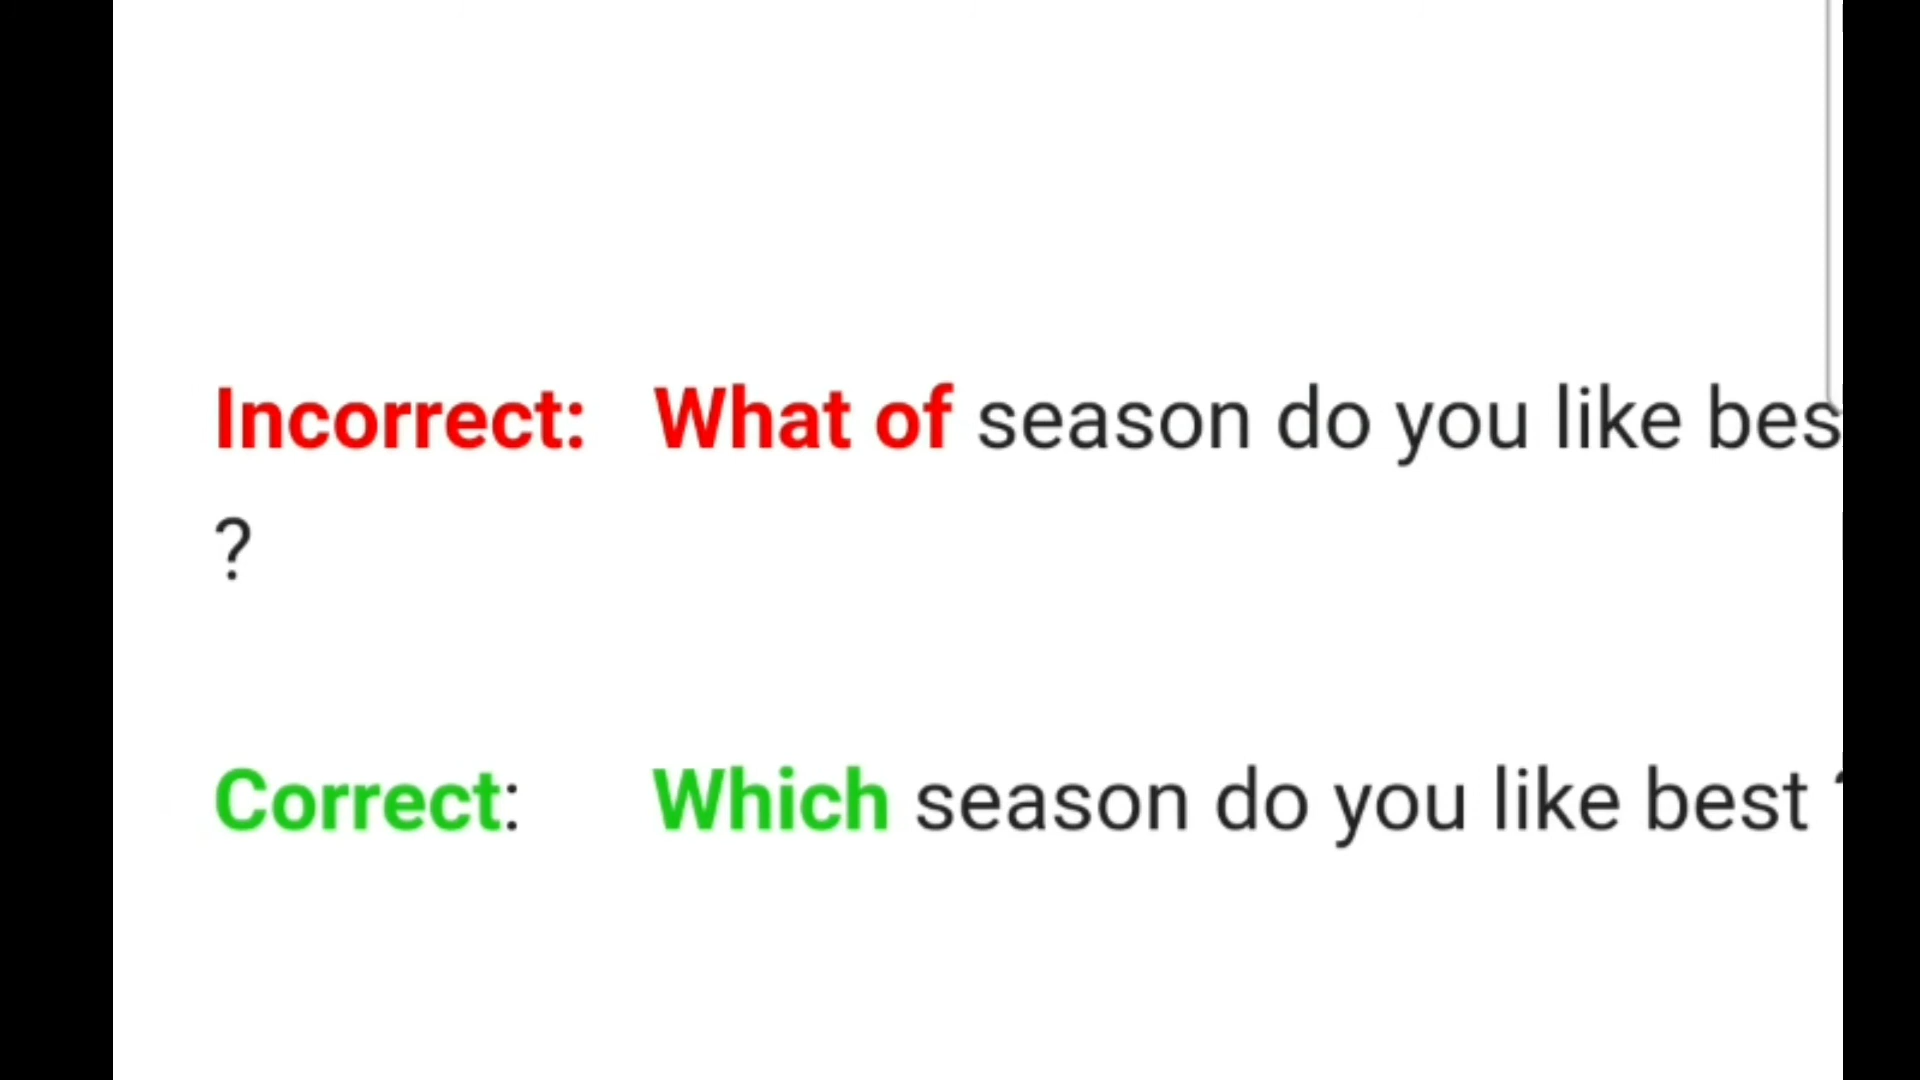 Incorrect: What of season do you like bes
?
Correct: Which season do you like best